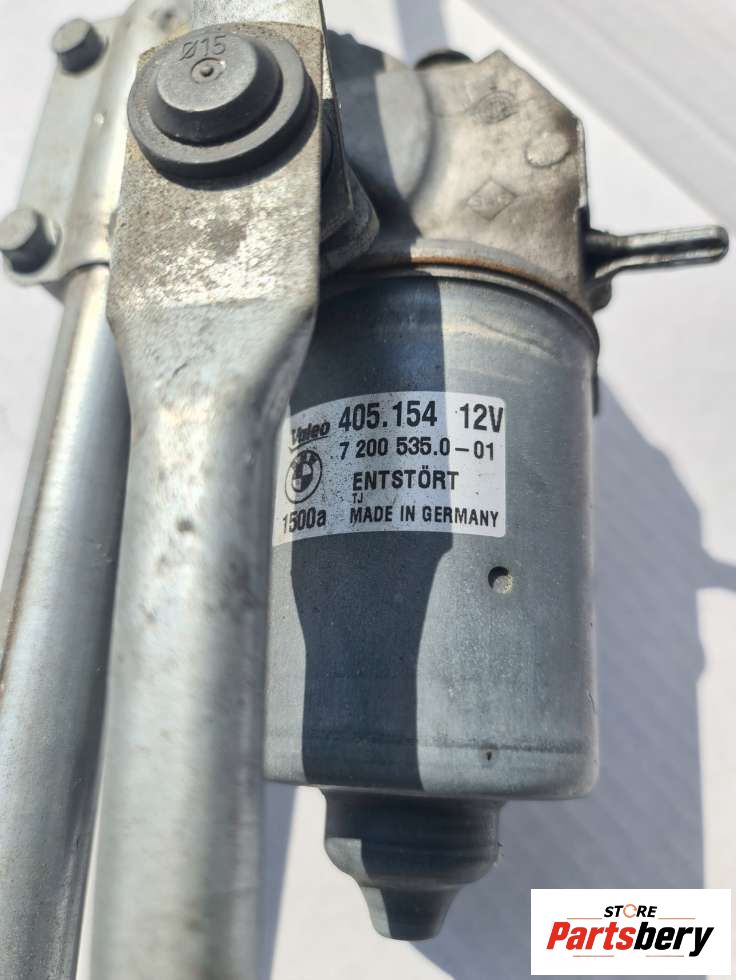 Ø15
Valeo 405.154 12V
7 200 535.0-01
ENTSTÖRT
TJ
1500a MADE IN GERMANY
STORE
Partsbery